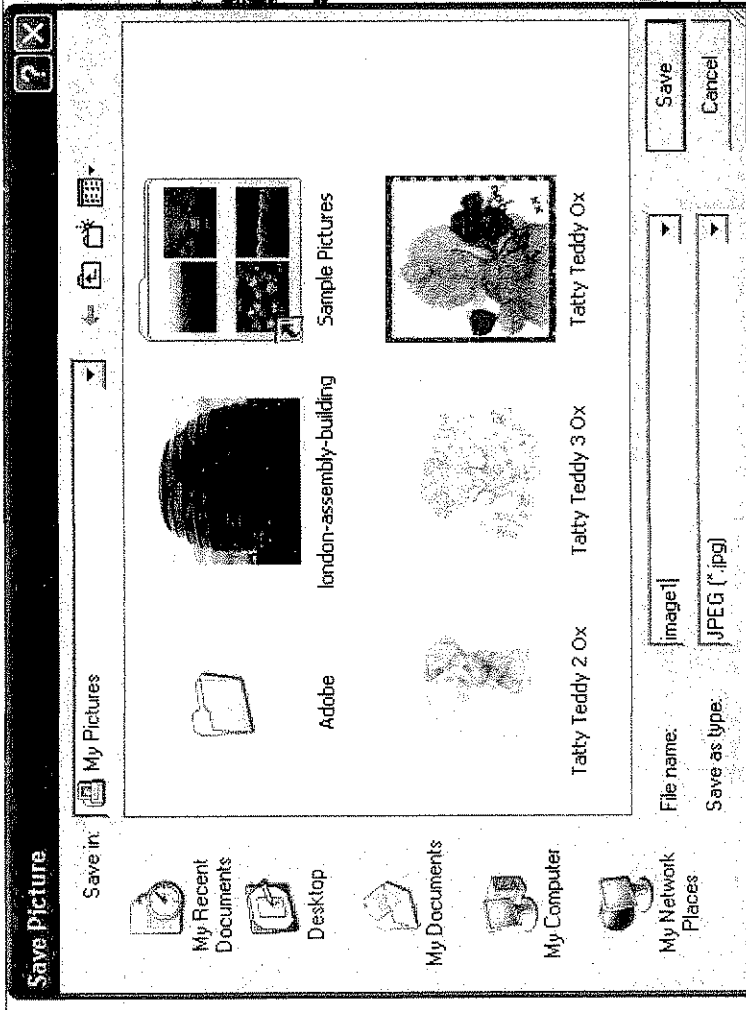 Save Picture
Save in:
My Pictures
My Recent
Documents
Desktop
My Documents
My Computer
My Network
Places
Adobe
london-assembly-building
Sample Pictures
Tatty Teddy 2 Ox
Tatty Teddy 3 Ox
Tatty Teddy Ox
File name:
image1
Save
Save as type:
JPEG (*.jpg)
Cancel